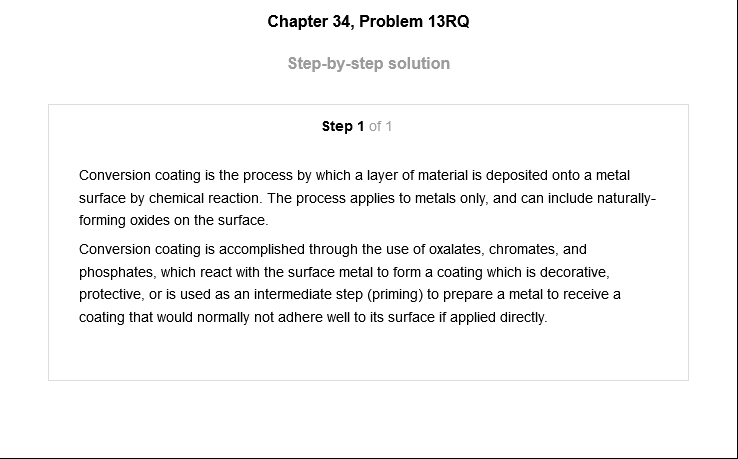 Chapter 34, Problem 13RQ
Step-by-step solution
Step 1 of 1
Conversion coating is the process by which a layer of material is deposited onto a metal
surface by chemical reaction. The process applies to metals only, and can include naturally-
forming oxides on the surface.
Conversion coating is accomplished through the use of oxalates, chromates, and
phosphates, which react with the surface metal to form a coating which is decorative,
protective, or is used as an intermediate step (priming) to prepare a metal to receive a
coating that would normally not adhere well to its surface if applied directly.